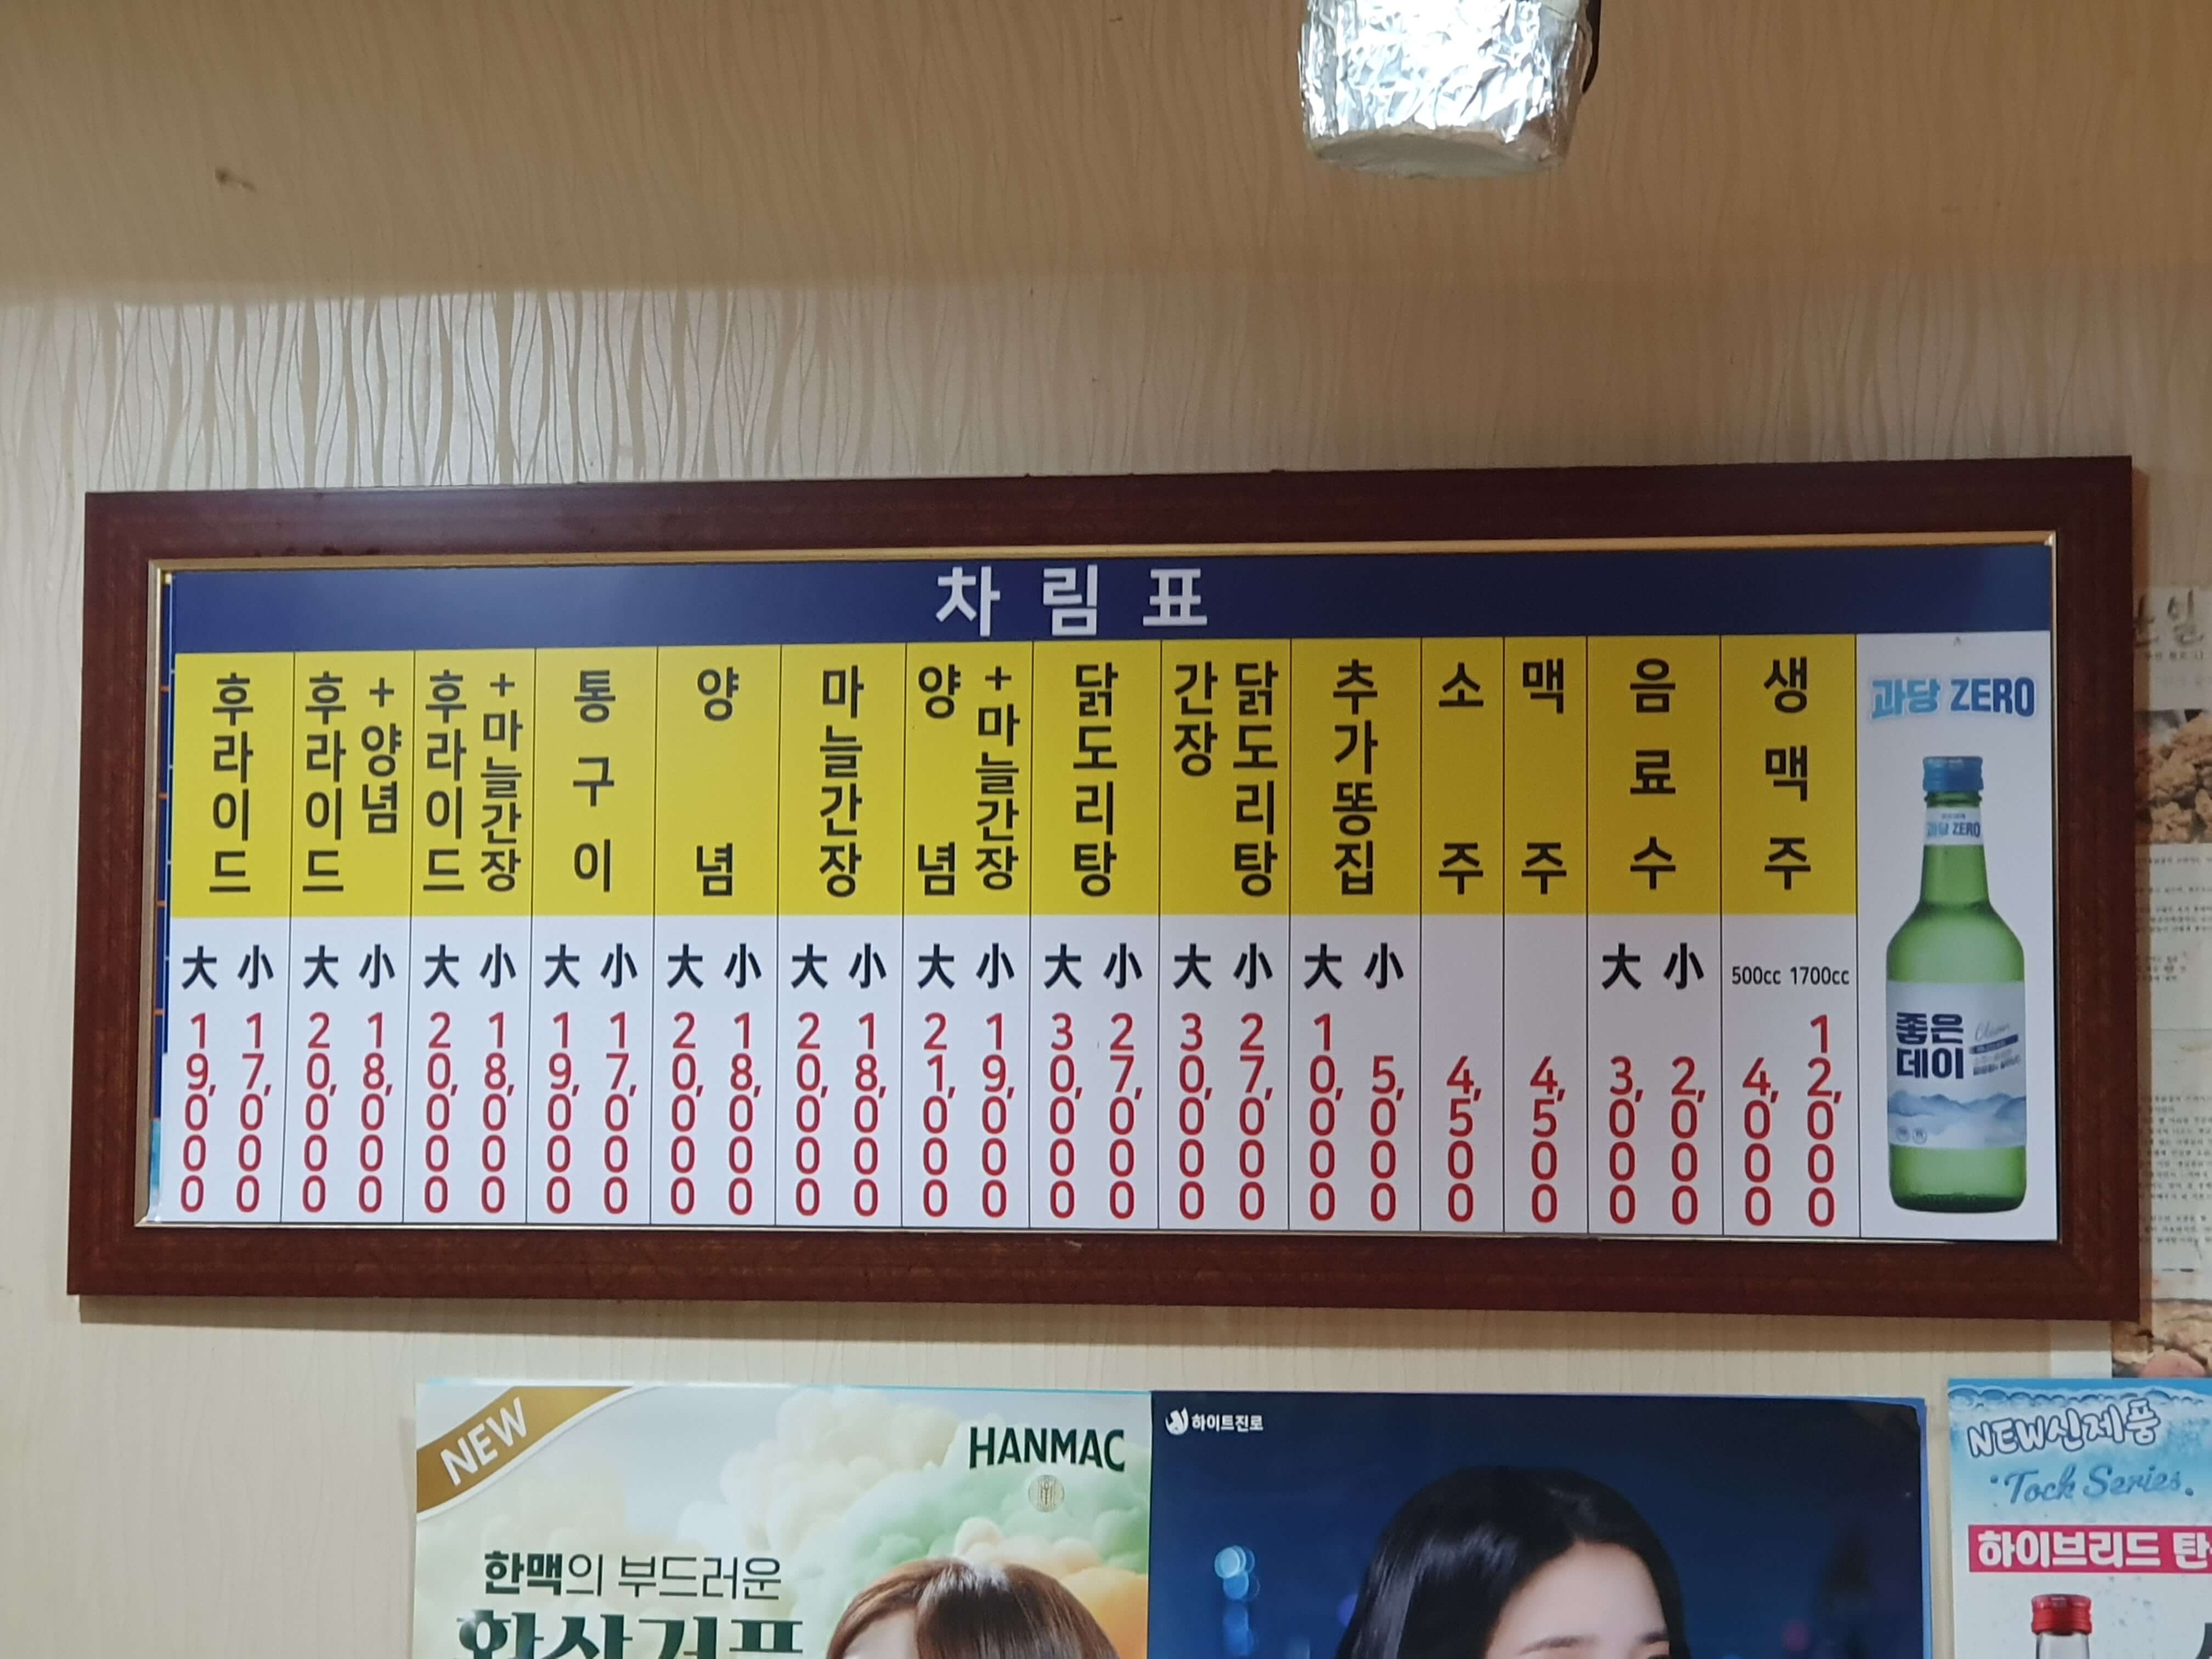 차림표
후라이드
大 小
19,000 17,000
후라이드 +양념
大 小
20,000 18,000
후라이드 +마늘간장
大 小
20,000 18,000
통구이
大 小
19,000 17,000
양념
大 小
20,000 18,000
마늘간장
大 小
20,000 18,000
양념 +마늘간장
大 小
21,000 19,000
닭도리탕
大 小
30,000 27,000
간장 닭도리탕
大 小
30,000 27,000
추가똥집
大 小
10,000 5,000
소주
4,500
맥주
4,500
음료수
大 小
3,000 2,000
생맥주
500cc 1700cc
4,000 12,000
과당 ZERO
과당 ZERO
좋은
데이
NEW
HANMAC
한맥의 부드러운
하이트진로
NEW신제품
Tock Series.
하이브리드